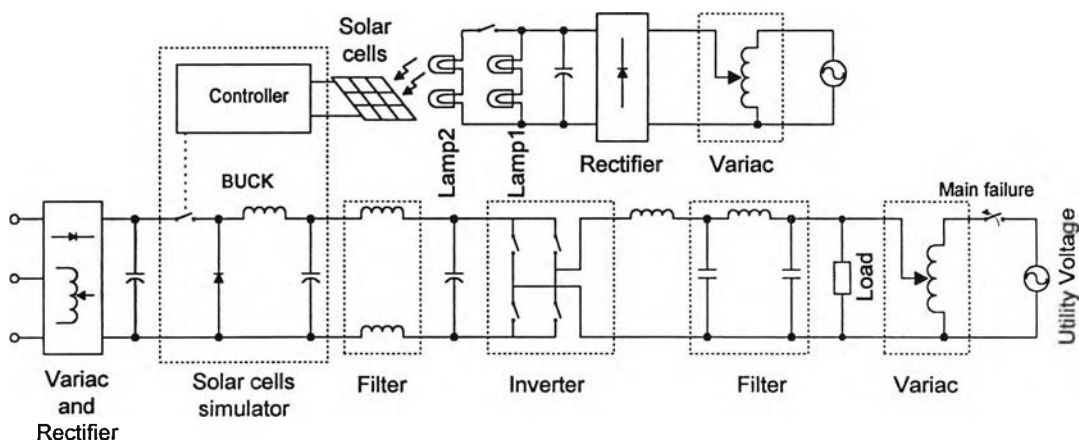 Solar
cells
Controller
Lamp2
Lamp1
Rectifier
Variac
BUCK
Main failure
Load
Utility Voltage
Variac
and
Rectifier
Solar cells
simulator
Filter
Inverter
Filter
Variac